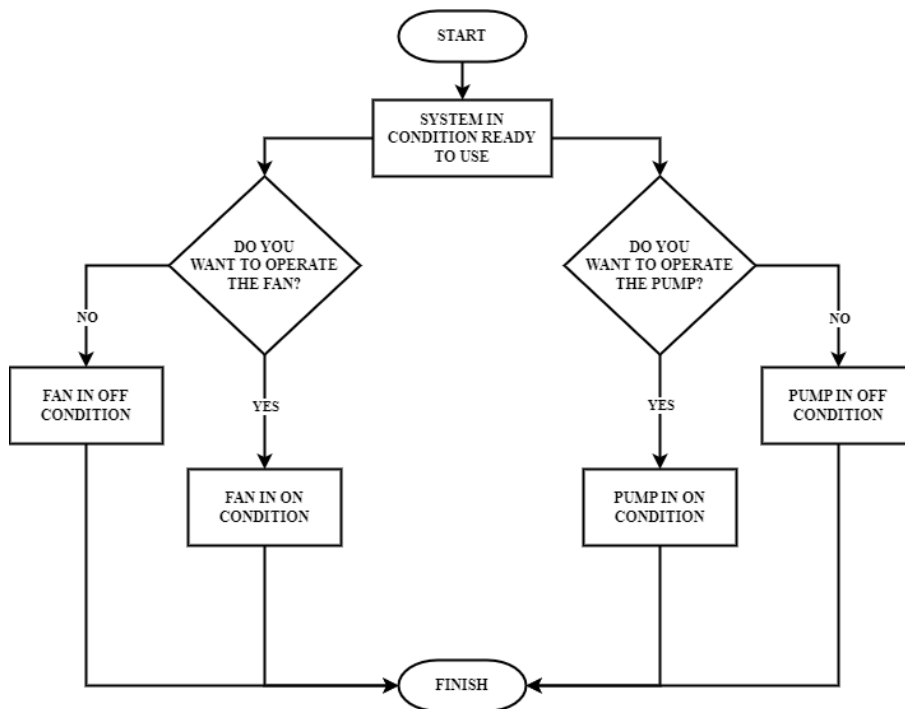 START
SYSTEM IN
CONDITION READY
TO USE
DO YOU
WANT TO OPERATE
THE FAN?
DO YOU
WANT TO OPERATE
THE PUMP?
NO
NO
FAN IN OFF
CONDITION
YES
YES
PUMP IN OFF
CONDITION
FAN IN ON
CONDITION
PUMP IN ON
CONDITION
FINISH